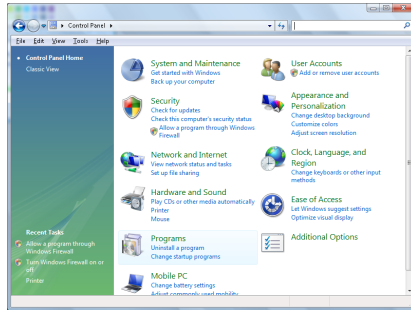 Control Panel
File Edit View Tools Help
Control Panel Home
Classic View
System and Maintenance
Get started with Windows
Back up your computer
Security
Check for updates
Check this computer's security status
Allow a program through Windows
Firewall
Network and Internet
View network status and tasks
Set up file sharing
Hardware and Sound
Play CDs or other media automatically
Printer
Mouse
Programs
Uninstall a program
Change startup programs
Mobile PC
Change battery settings
Adjust commonly used mobility
User Accounts
Add or remove user accounts
Appearance and
Personalization
Change desktop background
Customize colors
Adjust screen resolution
Clock, Language, and
Region
Change keyboards or other input
methods
Ease of Access
Let Windows suggest settings
Optimize visual display
Additional Options
Recent Tasks
Allow a program through
Windows Firewall
Turn Windows Firewall on or
off
Printer